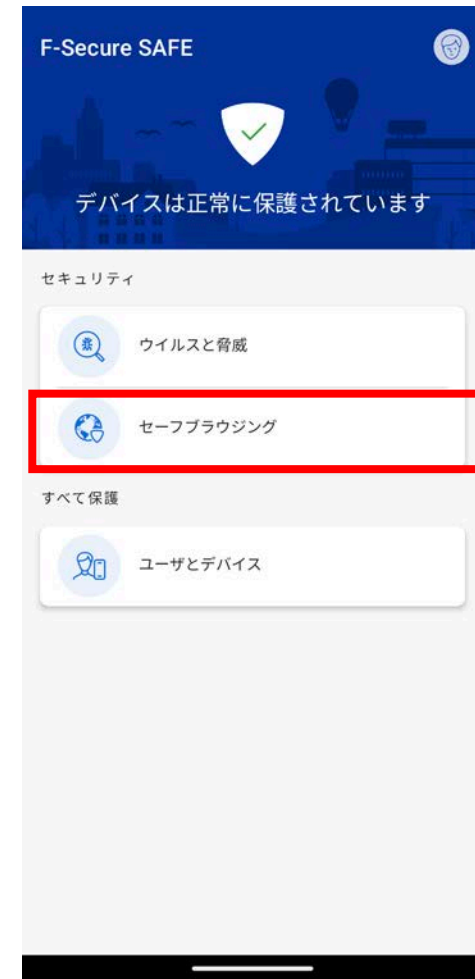 F-Secure SAFE
デバイスは正常に保護されています
セキュリティ
ウイルスと脅威
セーフブラウジング
すべて保護
ユーザとデバイス